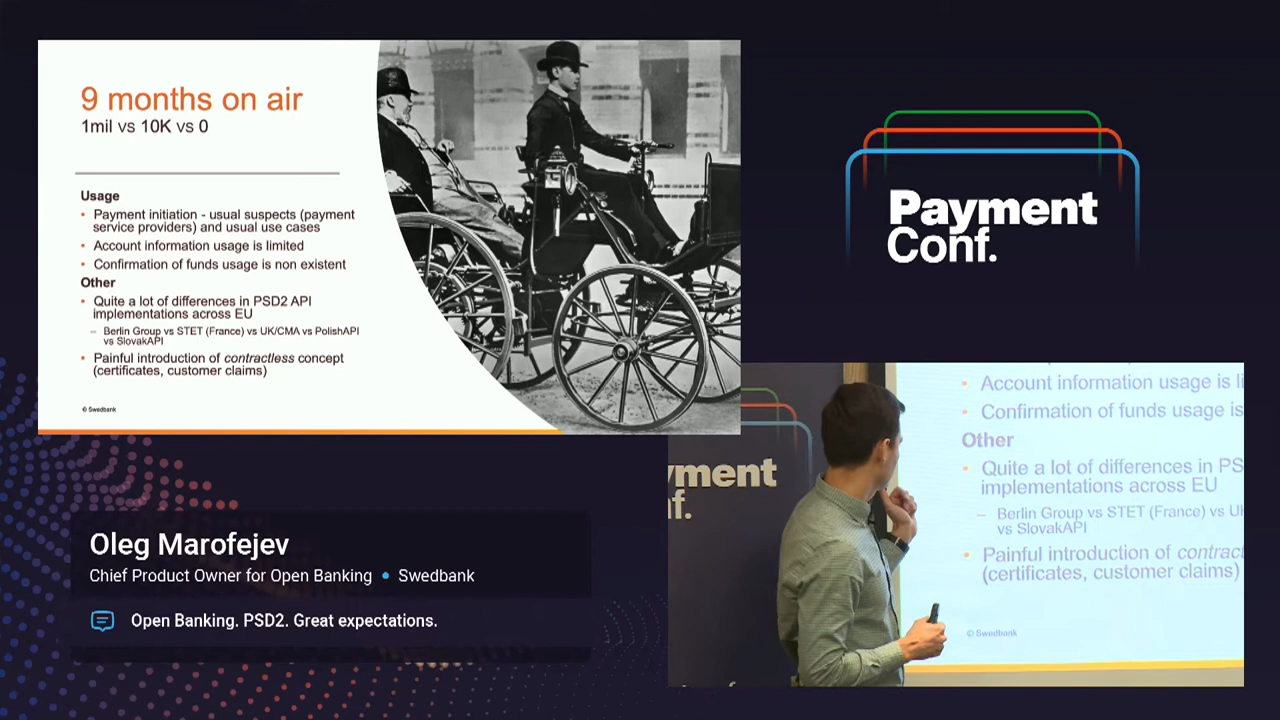 9 months on air
1mil vs 10K vs 0
Usage
• Payment initiation - usual suspects (payment
service providers) and usual use cases
• Account information usage is limited
• Confirmation of funds usage is non existent
Other
• Quite a lot of differences in PSD2 API
implementations across EU
– Berlin Group vs STET (France) vs UK/CMA vs PolishAPI
vs SlovakAPI
• Painful introduction of contractless concept
(certificates, customer claims)
© Swedbank
Payment
Conf.
yment
nf.
• Account information usage is li
• Confirmation of funds usage is
Other
• Quite a lot of differences in PS
implementations across EU
– Berlin Group vs STET (France) vs U
vs SlovakAPI
• Painful introduction of contract
(certificates, customer claims)
© Swedbank
Oleg Marofejev
Chief Product Owner for Open Banking • Swedbank
Open Banking. PSD2. Great expectations.